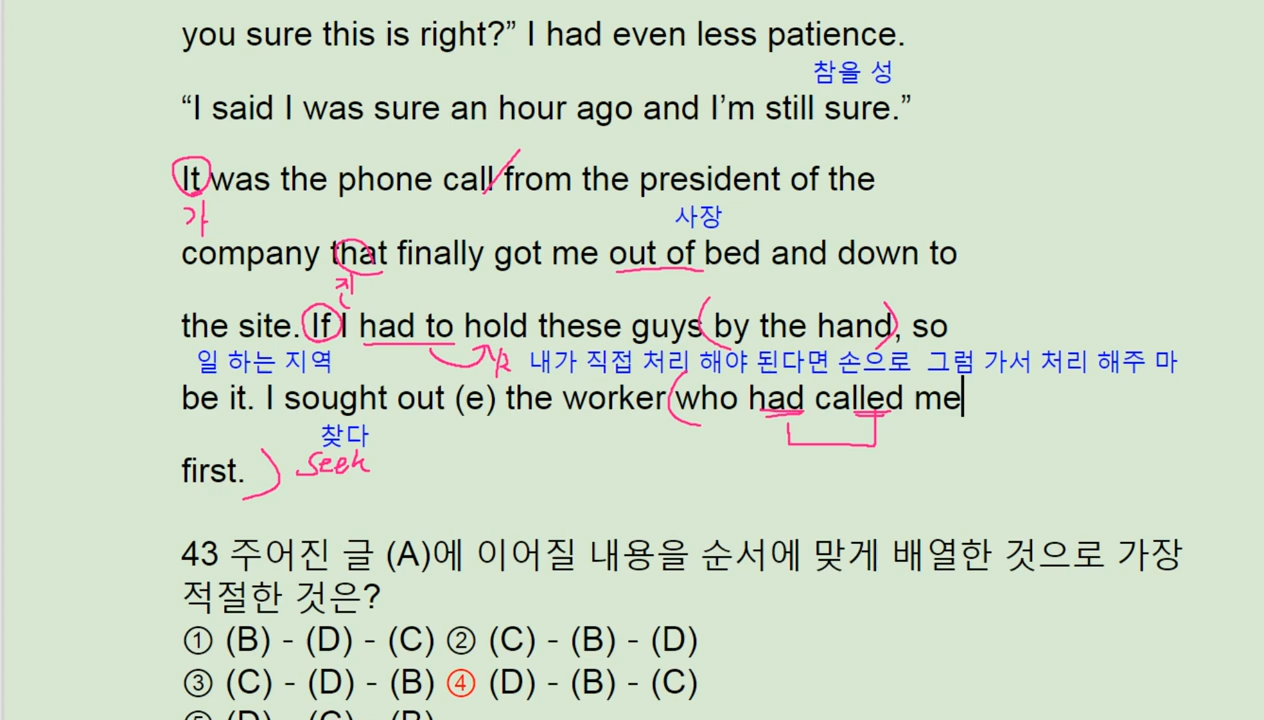 you sure this is right?” I had even less patience.
참을 성
“I said I was sure an hour ago and I’m still sure.”
It was the phone call from the president of the
가
사장
company that finally got me out of bed and down to
진
the site. If I had to hold these guys by the hand, so
일 하는 지역
내가 직접 처리 해야 된다면 손으로 그럼 가서 처리 해주 마
be it. I sought out (e) the worker who had called me
찾다
first.
seek
43 주어진 글 (A)에 이어질 내용을 순서에 맞게 배열한 것으로 가장
적절한 것은?
① (B) - (D) - (C) ② (C) - (B) - (D)
③ (C) - (D) - (B) ④ (D) - (B) - (C)
⑤ (D) - (C) - (B)